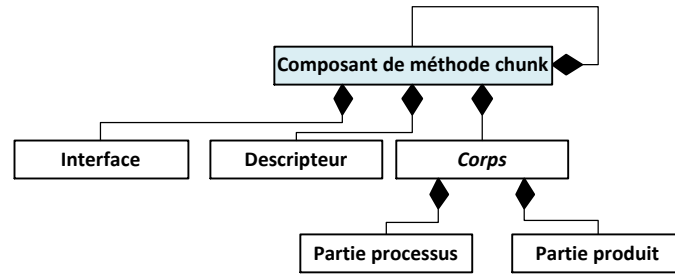 Composant de méthode chunk
Interface
Descripteur
Corps
Partie processus
Partie produit